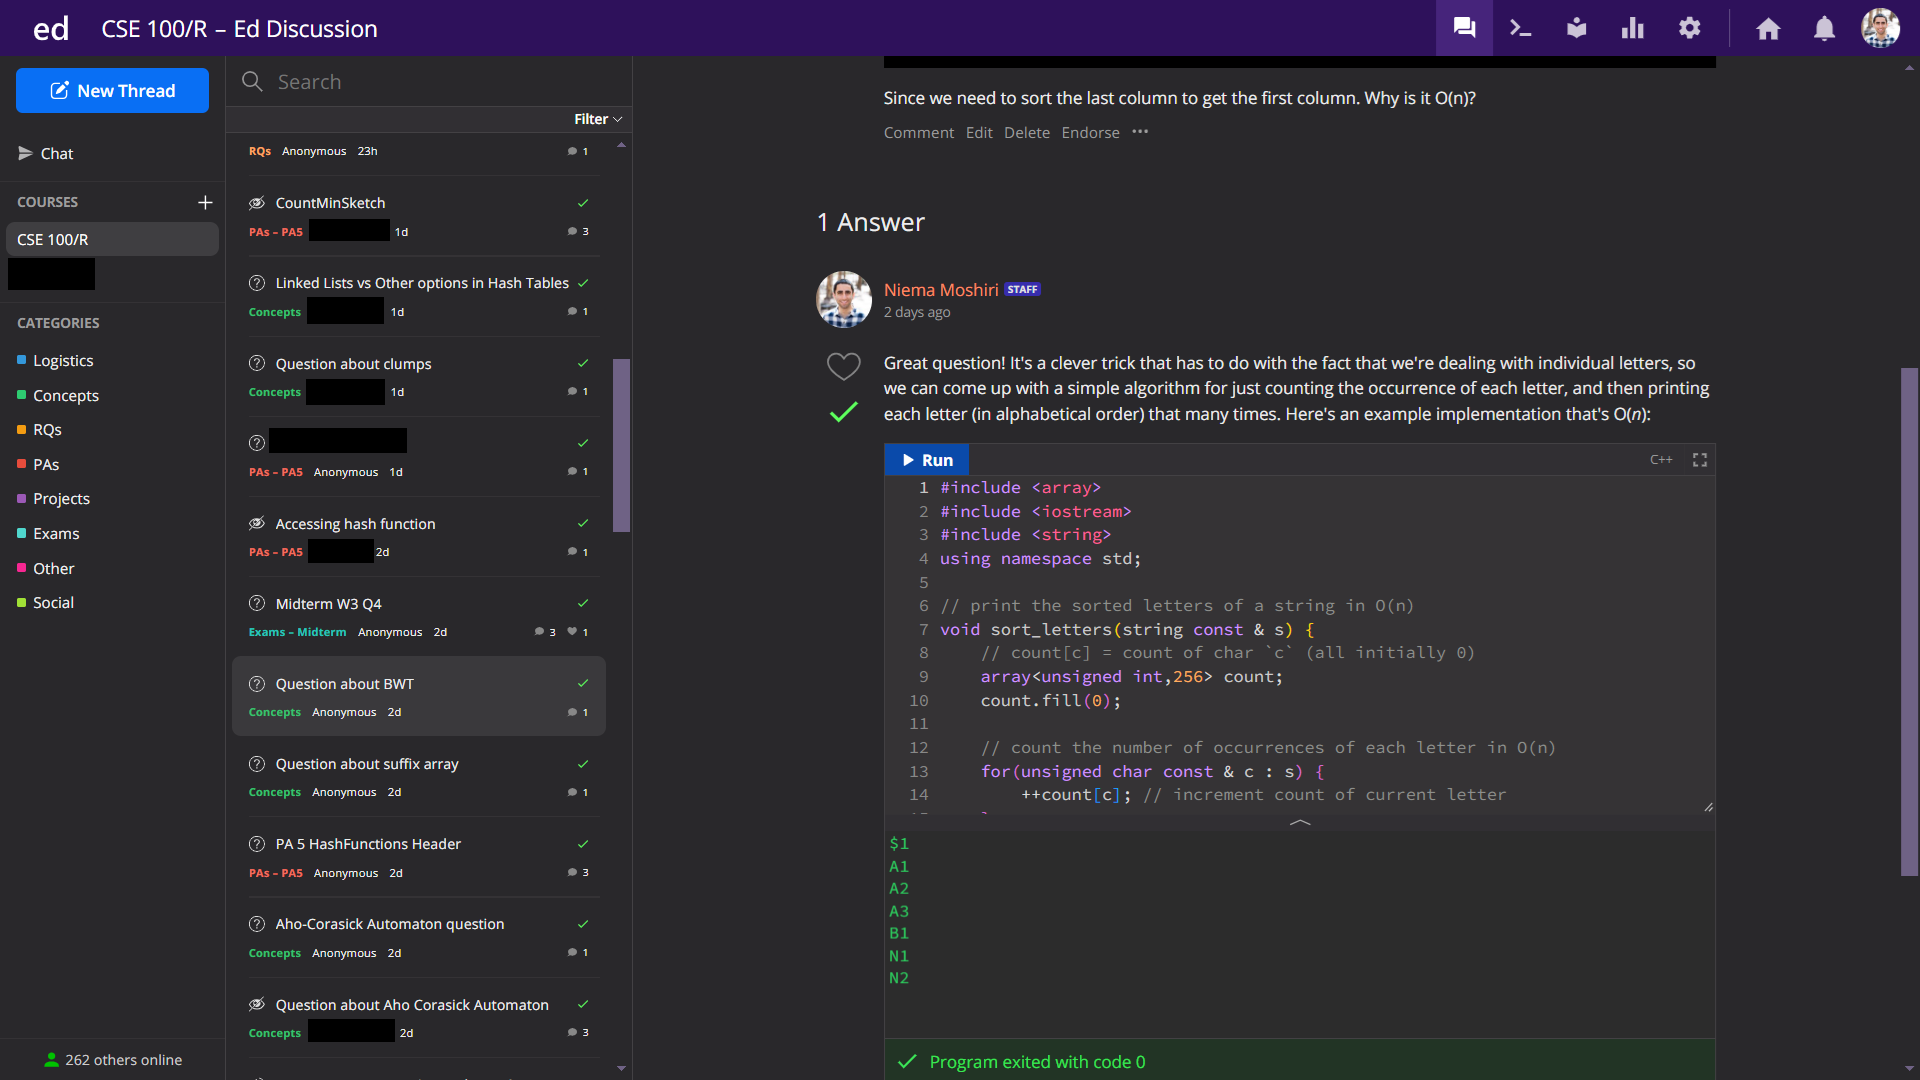 ed
CSE 100/R – Ed Discussion
New Thread
Chat
COURSES
CSE 100/R
CATEGORIES
Logistics
Concepts
RQs
PAs
Projects
Exams
Other
Social
262 others online
Search
Filter
RQs Anonymous 23h 1
CountMinSketch
PAs – PA5 1d 3
Linked Lists vs Other options in Hash Tables
Concepts 1d 1
Question about clumps
Concepts 1d 1
PAs – PA5 Anonymous 1d 1
Accessing hash function
PAs – PA5 2d 1
Midterm W3 Q4
Exams – Midterm Anonymous 2d 3 1
Question about BWT
Concepts Anonymous 2d 1
Question about suffix array
Concepts Anonymous 2d 1
PA 5 HashFunctions Header
PAs – PA5 Anonymous 2d 3
Aho-Corasick Automaton question
Concepts Anonymous 2d 1
Question about Aho Corasick Automaton
Concepts 2d 3
Since we need to sort the last column to get the first column. Why is it O(n)?
Comment Edit Delete Endorse ···
1 Answer
Niema Moshiri STAFF
2 days ago
Great question! It's a clever trick that has to do with the fact that we're dealing with individual letters, so
we can come up with a simple algorithm for just counting the occurrence of each letter, and then printing
each letter (in alphabetical order) that many times. Here's an example implementation that's O(n):
Run C++
1 #include <array>
2 #include <iostream>
3 #include <string>
4 using namespace std;
5
6 // print the sorted letters of a string in O(n)
7 void sort_letters(string const & s) {
8 // count[c] = count of char `c` (all initially 0)
9 array<unsigned int,256> count;
10 count.fill(0);
11
12 // count the number of occurrences of each letter in O(n)
13 for(unsigned char const & c : s) {
14 ++count[c]; // increment count of current letter
$1
A1
A2
A3
B1
N1
N2
Program exited with code 0